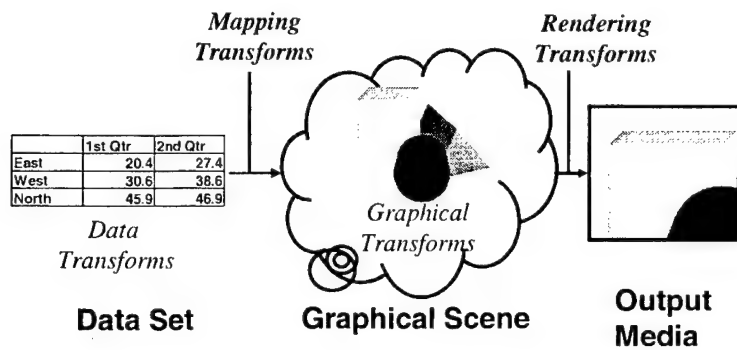 Mapping
Transforms
Rendering
Transforms
1st Qtr 2nd Qtr
East 20.4 27.4
West 30.6 38.6
North 45.9 46.9
Data
Transforms
Graphical
Transforms
Data Set
Graphical Scene
Output
Media